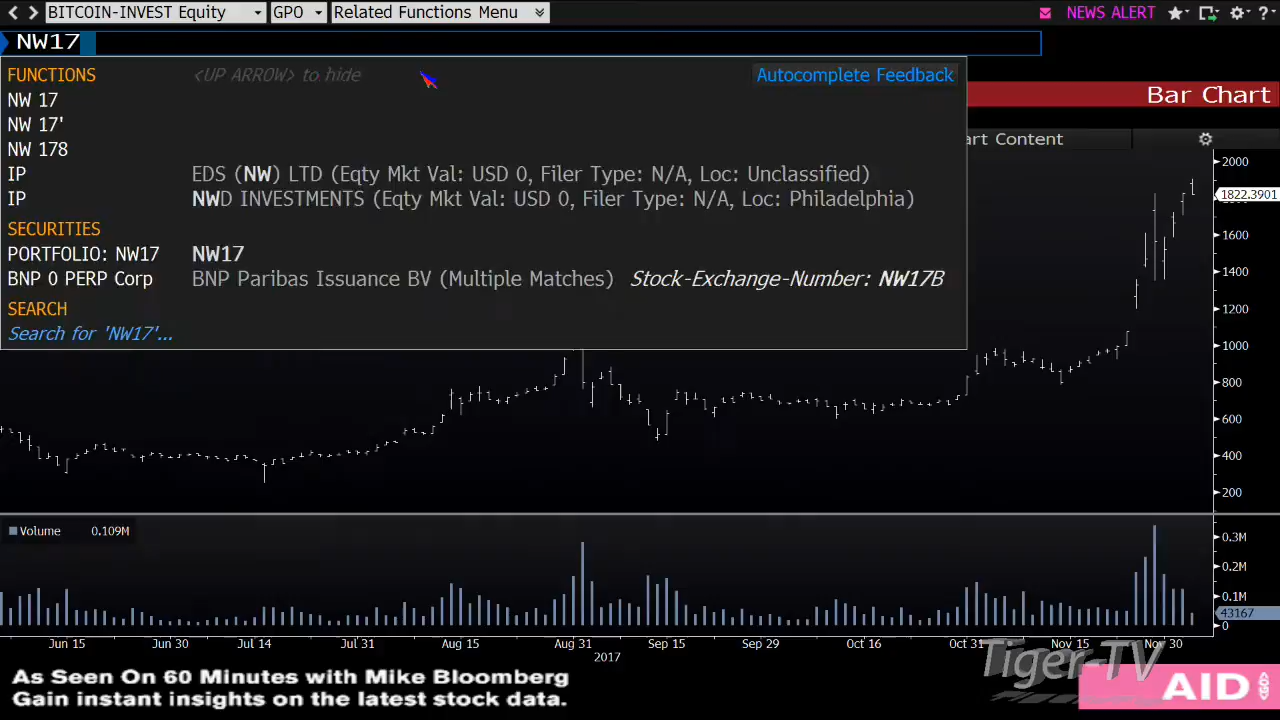 BITCOIN-INVEST Equity GPO Related Functions Menu NEWS ALERT ?
NW17
FUNCTIONS <UP ARROW> to hide Autocomplete Feedback
NW 17
Bar Chart
NW 17'
art Content
NW 178
IP EDS (NW) LTD (Eqty Mkt Val: USD 0, Filer Type: N/A, Loc: Unclassified)
IP NWD INVESTMENTS (Eqty Mkt Val: USD 0, Filer Type: N/A, Loc: Philadelphia)
SECURITIES
PORTFOLIO: NW17 NW17
BNP 0 PERP Corp BNP Paribas Issuance BV (Multiple Matches) Stock-Exchange-Number: NW17B
SEARCH
Search for 'NW17'...
2000
1822.3901
1600
1400
1200
1000
800
600
400
200
Volume 0.109M
0.3M
0.2M
0.1M
43167
0
Jun 15 Jun 30 Jul 14 Jul 31 Aug 15 Aug 31 Sep 15 Sep 29 Oct 16 Oct 31 Nov 15 Nov 30
2017
Tiger-TV
As Seen On 60 Minutes with Mike Bloomberg
Gain instant insights on the latest stock data.
AID